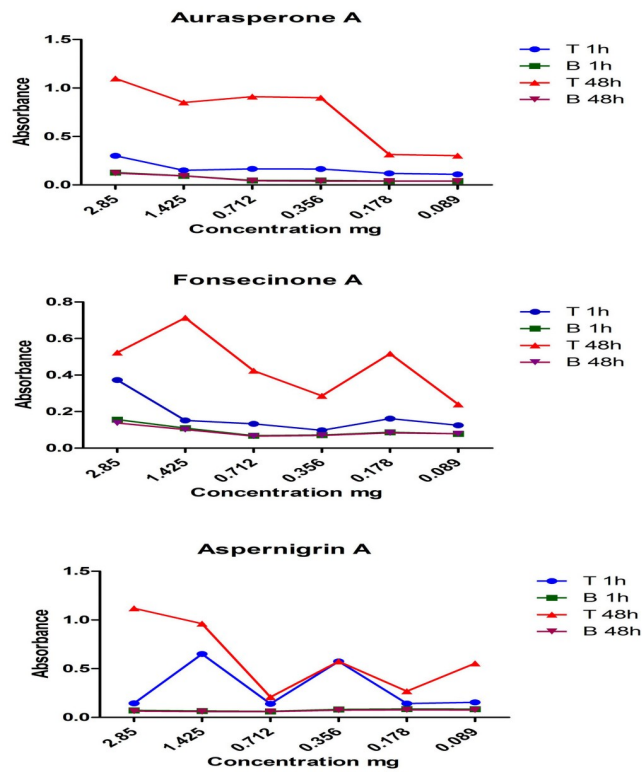 Aurasperone A
1.5
1.0
0.5
0.0
Absorbance
2.85
1.425
0.712
0.356
0.178
0.089
Concentration mg
T 1h
B 1h
T 48h
B 48h
Fonsecinone A
0.8
0.6
0.4
0.2
0.0
Absorbance
2.85
1.425
0.712
0.356
0.178
0.089
Concentration mg
T 1h
B 1h
T 48h
B 48h
Aspernigrin A
1.5
1.0
0.5
0.0
Absorbance
2.85
1.425
0.712
0.356
0.178
0.089
Concentration mg
T 1h
B 1h
T 48h
B 48h